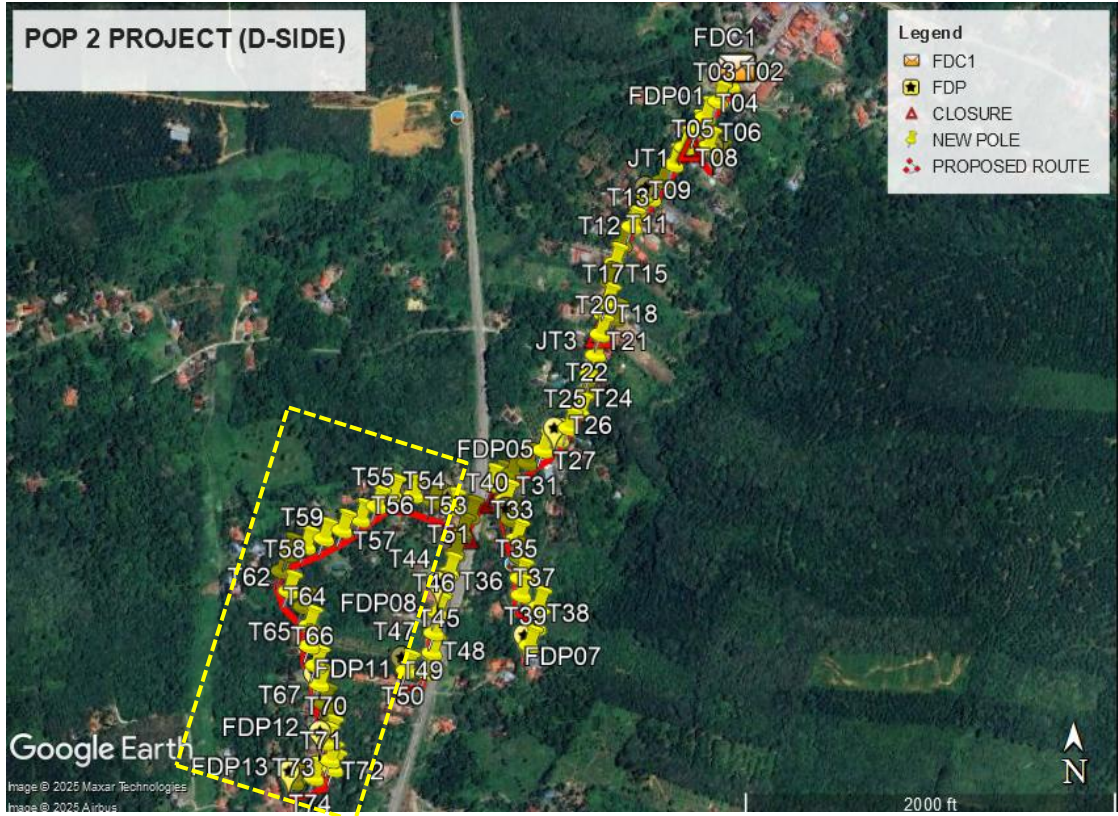 POP 2 PROJECT (D-SIDE)
Legend
FDC1
FDP
CLOSURE
NEW POLE
PROPOSED ROUTE
FDC1
T03 T02
FDP01 T04
T05 T06
JT1 T08
T13 T09
T12 T11
T17 T15
T20 T18
JT3 T21
T22
T25 T24
T26
FDP05 T27
T55 T54 T40 T31
T56 T53 T33
T59 T57 T51 T35
T58 T44
T62 T46 T36 T37
T64 FDP08 T39 T38
T65 T66 T45
T47 T48 FDP07
FDP11 T49
T67 T50
T70
FDP12 T71
FDP13 T73 T72
T74
Google Earth
Image © 2025 Maxar Technologies
Image © 2025 Airbus
N
2000 ft